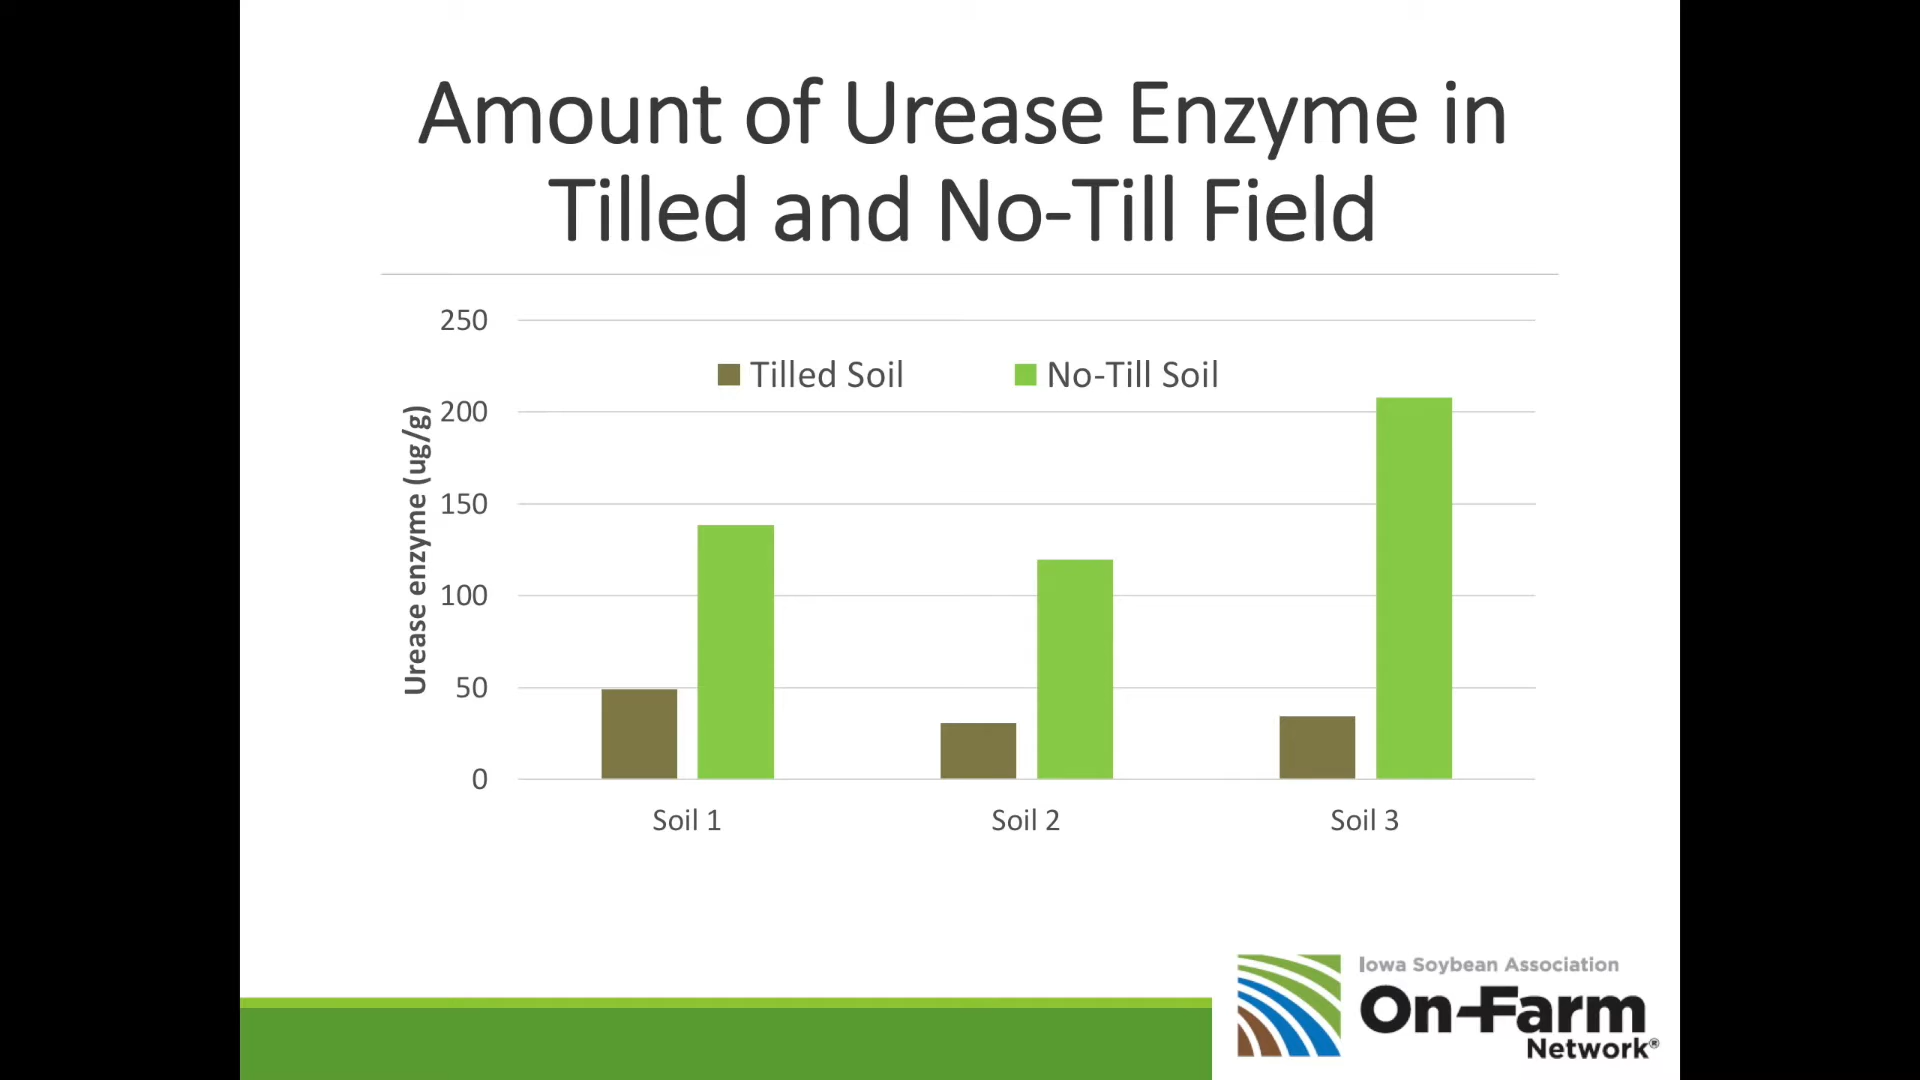 Amount of Urease Enzyme in
Tilled and No-Till Field
250
Tilled Soil
No-Till Soil
200
150
100
50
0
Urease enzyme (ug/g)
Soil 1
Soil 2
Soil 3
Iowa Soybean Association
On-Farm
Network®